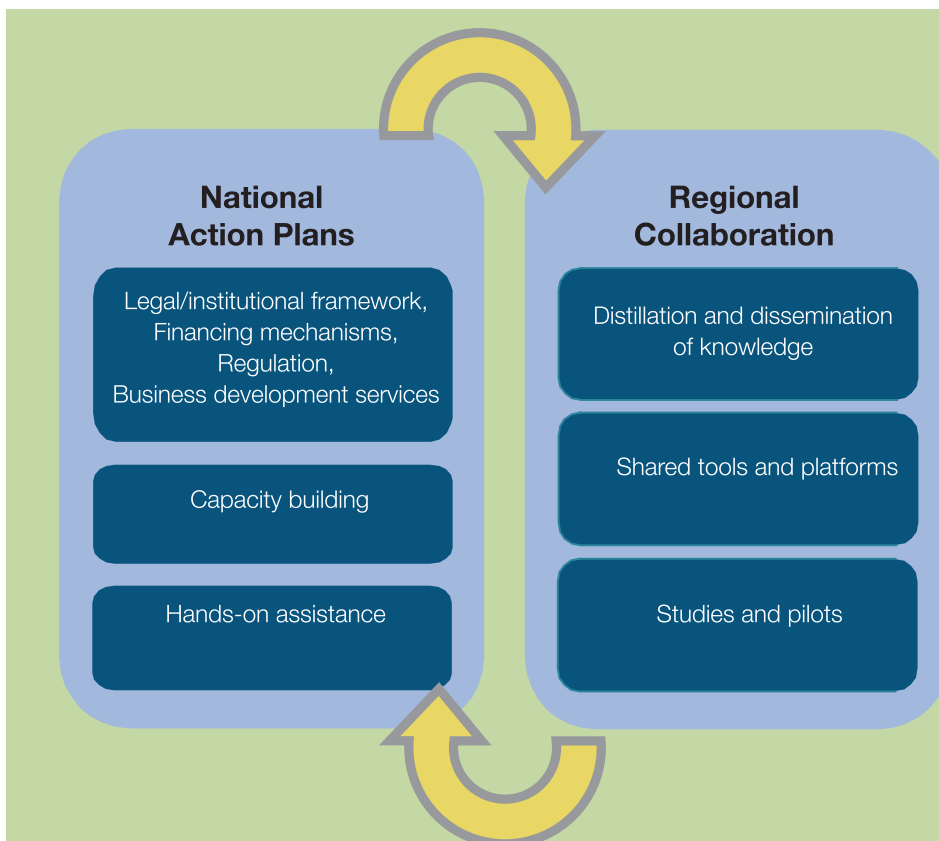 National
Action Plans
Legal/institutional framework,
Financing mechanisms,
Regulation,
Business development services
Capacity building
Hands-on assistance
Regional
Collaboration
Distillation and dissemination
of knowledge
Shared tools and platforms
Studies and pilots